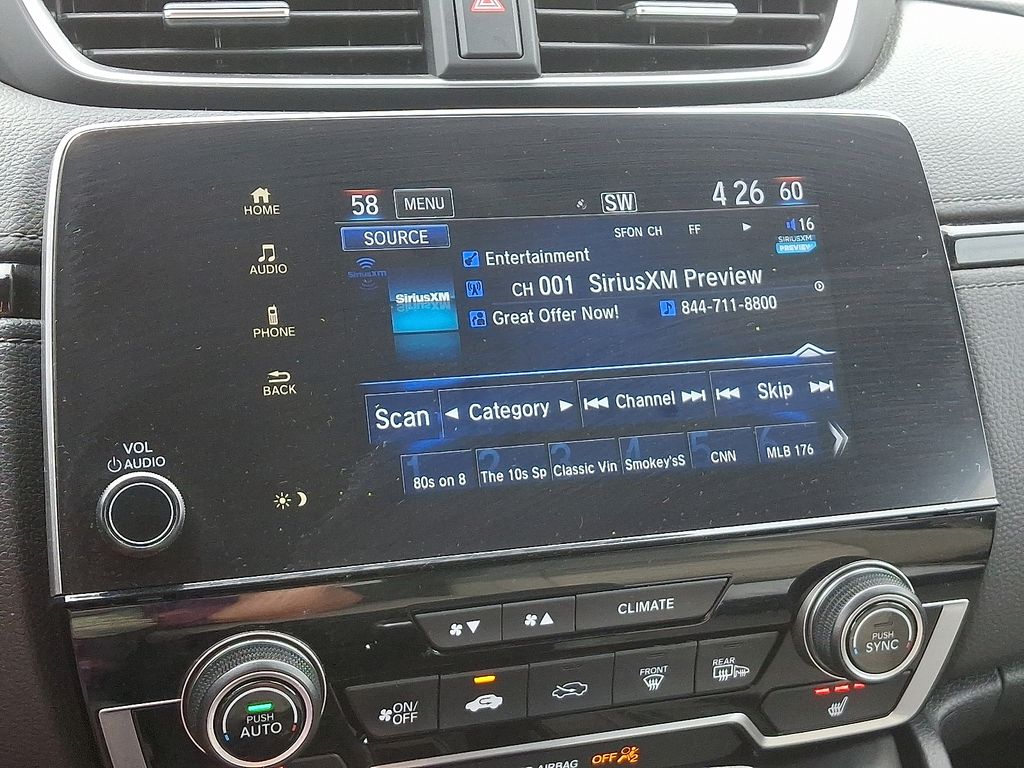 58 MENU SW 4 26 60
HOME
SOURCE SFON CH FF 16
SIRIUSXM PREVIEW
SiriusXM Entertainment
AUDIO
SiriusXM CH 001 SiriusXM Preview
Great Offer Now! 844-711-8800
PHONE
BACK
Scan Category Channel Skip
1 80s on 8 2 The 10s Sp 3 Classic Vin 4 Smokey'sS 5 CNN 6 MLB 176
VOL
AUDIO
CLIMATE
PUSH AUTO
ON/OFF
FRONT
REAR
PUSH SYNC
AIRBAG OFF